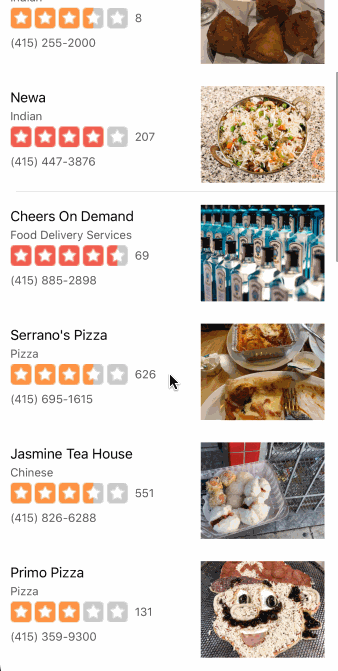 Indian
8
(415) 255-2000
Newa
Indian
207
(415) 447-3876
Cheers On Demand
Food Delivery Services
69
(415) 885-2898
Serrano's Pizza
Pizza
626
(415) 695-1615
Jasmine Tea House
Chinese
551
(415) 826-6288
Primo Pizza
Pizza
131
(415) 359-9300